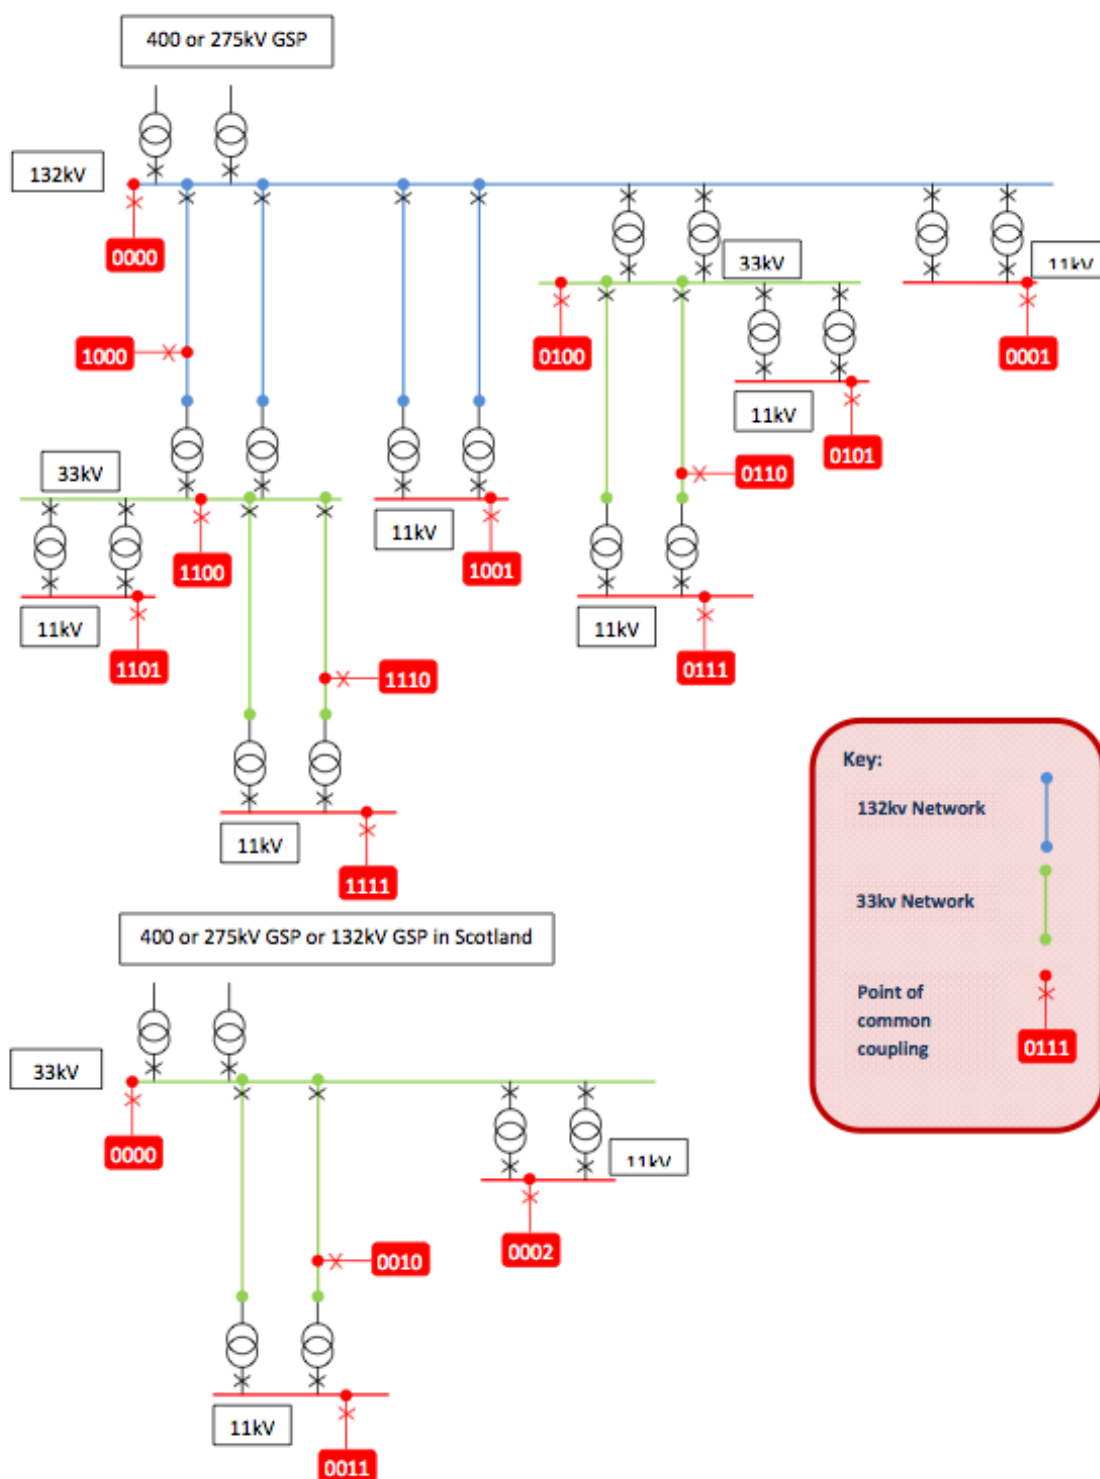 400 or 275kV GSP
132kV
0000
1000
33kV
11kV
0100
0001
11kV
0101
0110
33kV
11kV
1100
1001
11kV
11kV
1101
0111
1110
11kV
1111
Key:
132kv Network
33kv Network
Point of
common
coupling
0111
400 or 275kV GSP or 132kV GSP in Scotland
33kV
0000
11kV
0002
0010
11kV
0011